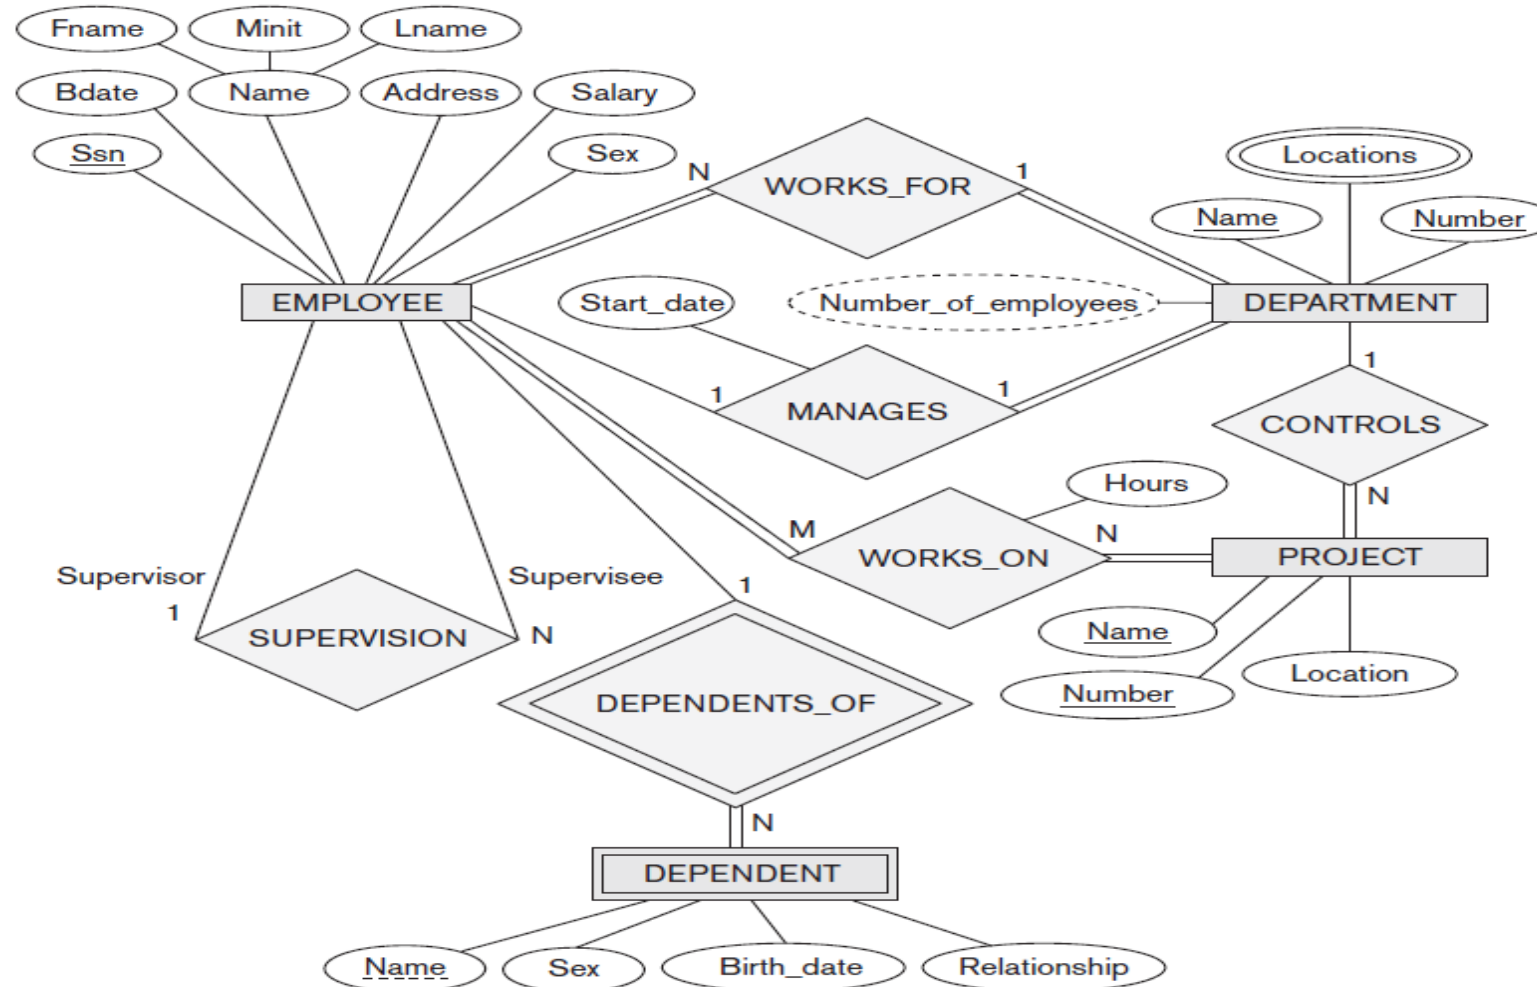 Fname Minit Lname
Bdate Name Address Salary
Ssn Sex
N WORKS_FOR 1
Locations
Name Number
EMPLOYEE
Start_date
Number_of_employees
DEPARTMENT
1 MANAGES 1
1
CONTROLS
N
Hours
M WORKS_ON N
PROJECT
Name
Number
Location
Supervisor
1
SUPERVISION
Supervisee
N
1
DEPENDENTS_OF
N
DEPENDENT
Name Sex Birth_date Relationship